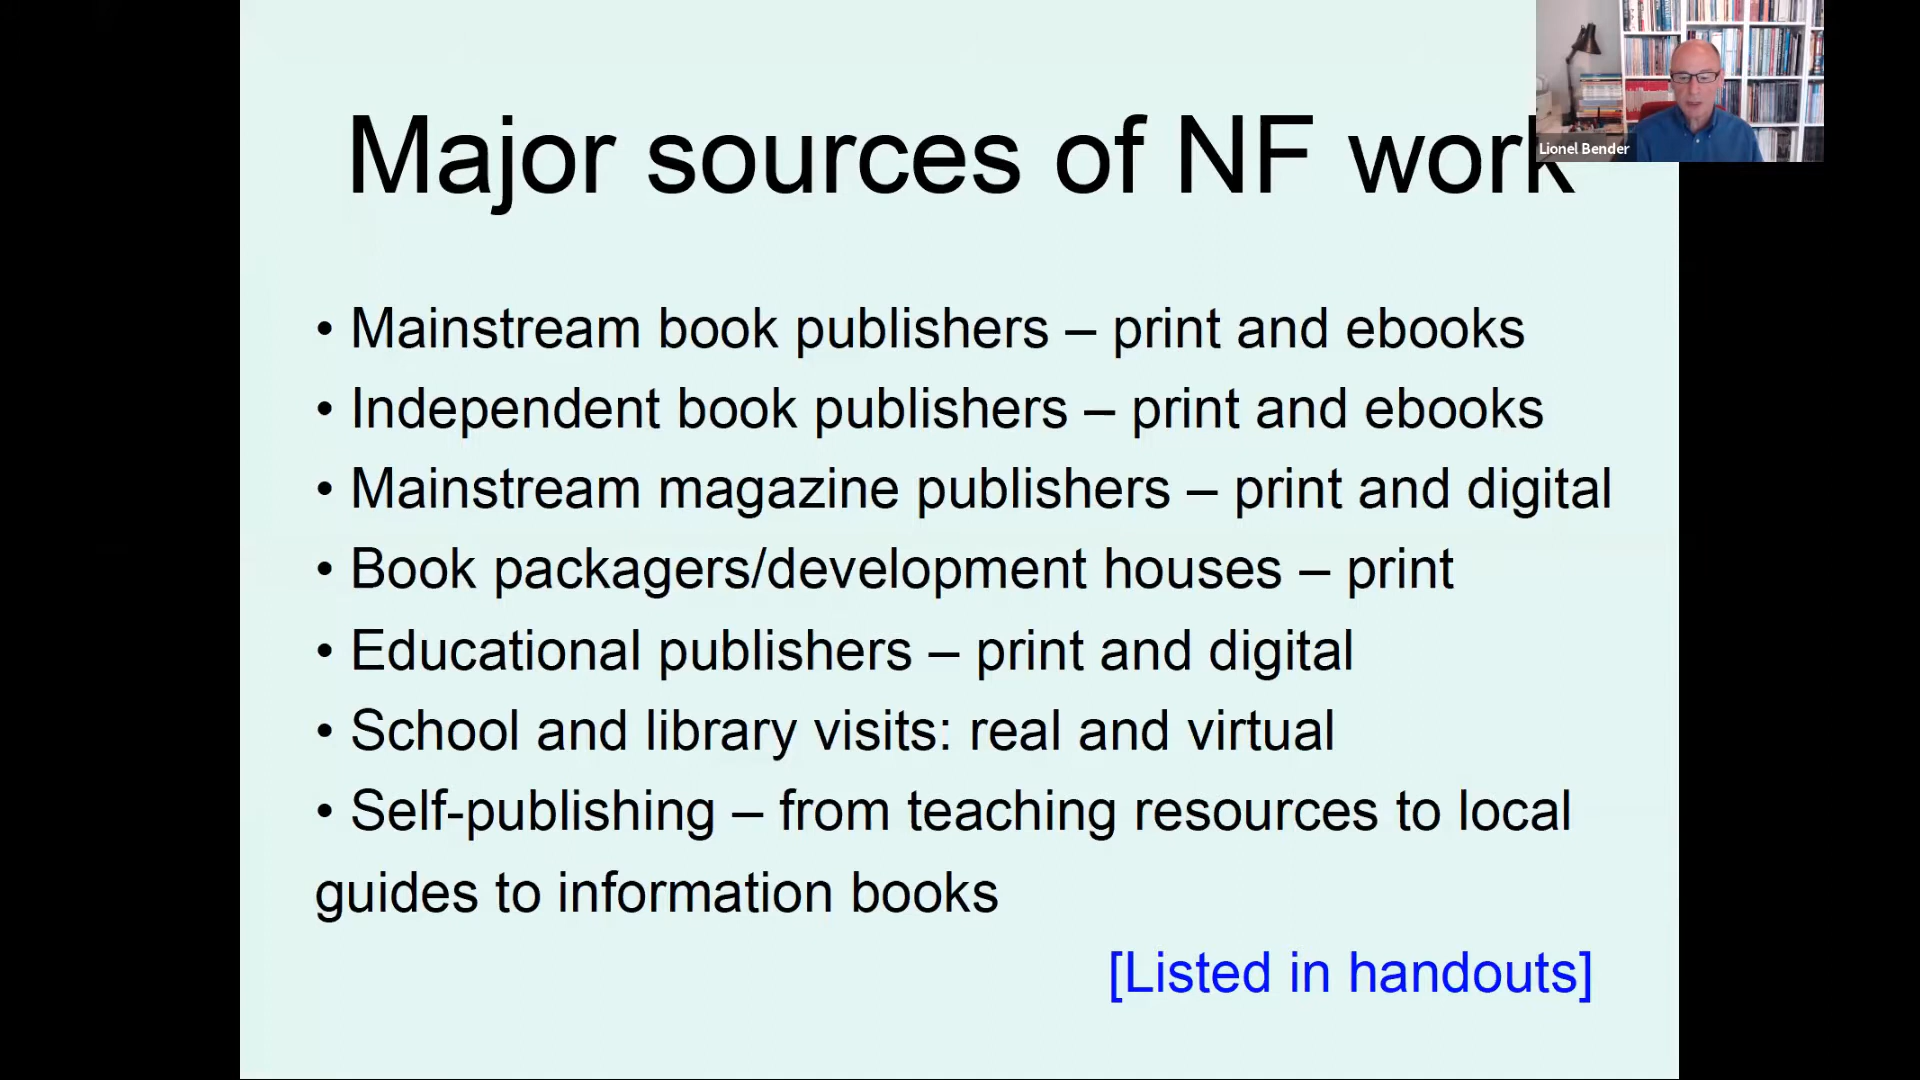 Major sources of NF work
Lionel Bender
• Mainstream book publishers – print and ebooks
• Independent book publishers – print and ebooks
• Mainstream magazine publishers – print and digital
• Book packagers/development houses – print
• Educational publishers – print and digital
• School and library visits: real and virtual
• Self-publishing – from teaching resources to local
guides to information books
[Listed in handouts]